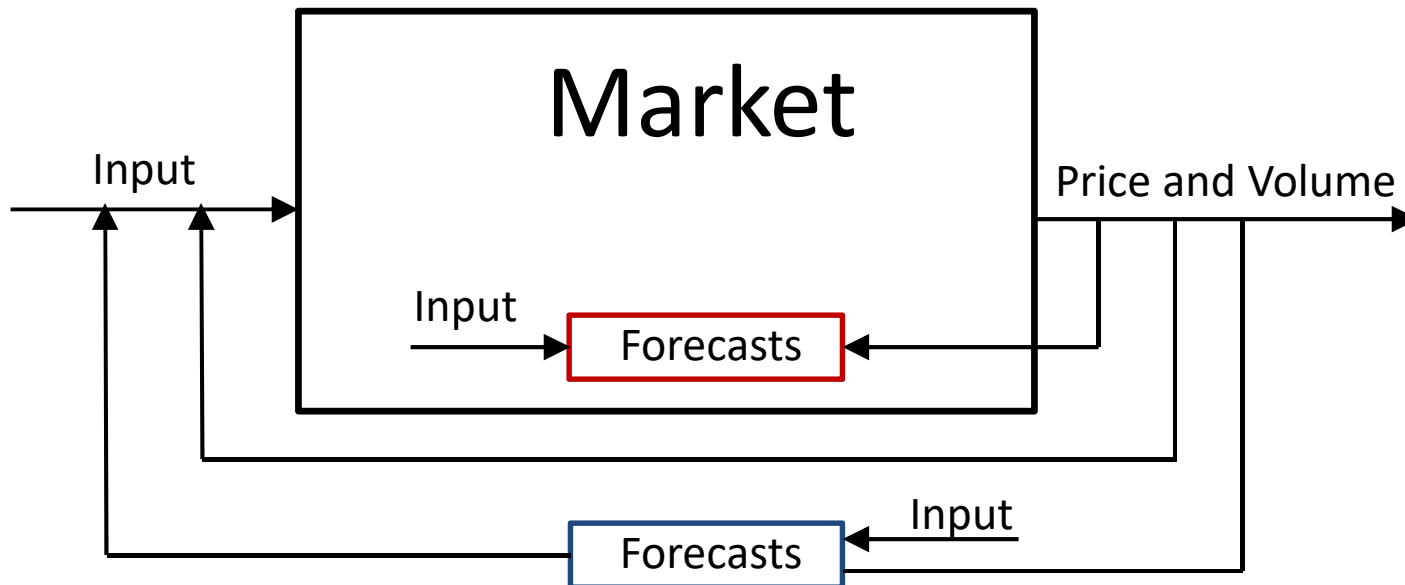 Market
Input
Price and Volume
Input
Forecasts
Input
Forecasts